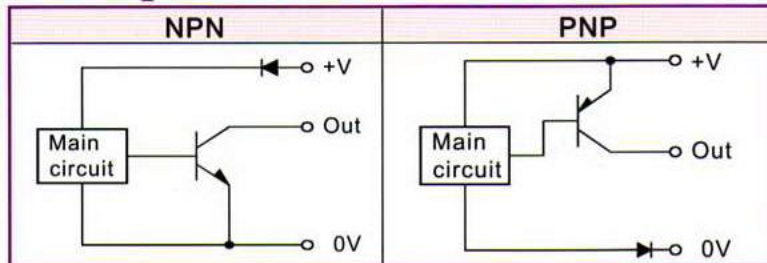 NPN
PNP
+V
Out
Main
circuit
0V
+V
Main
circuit
Out
0V